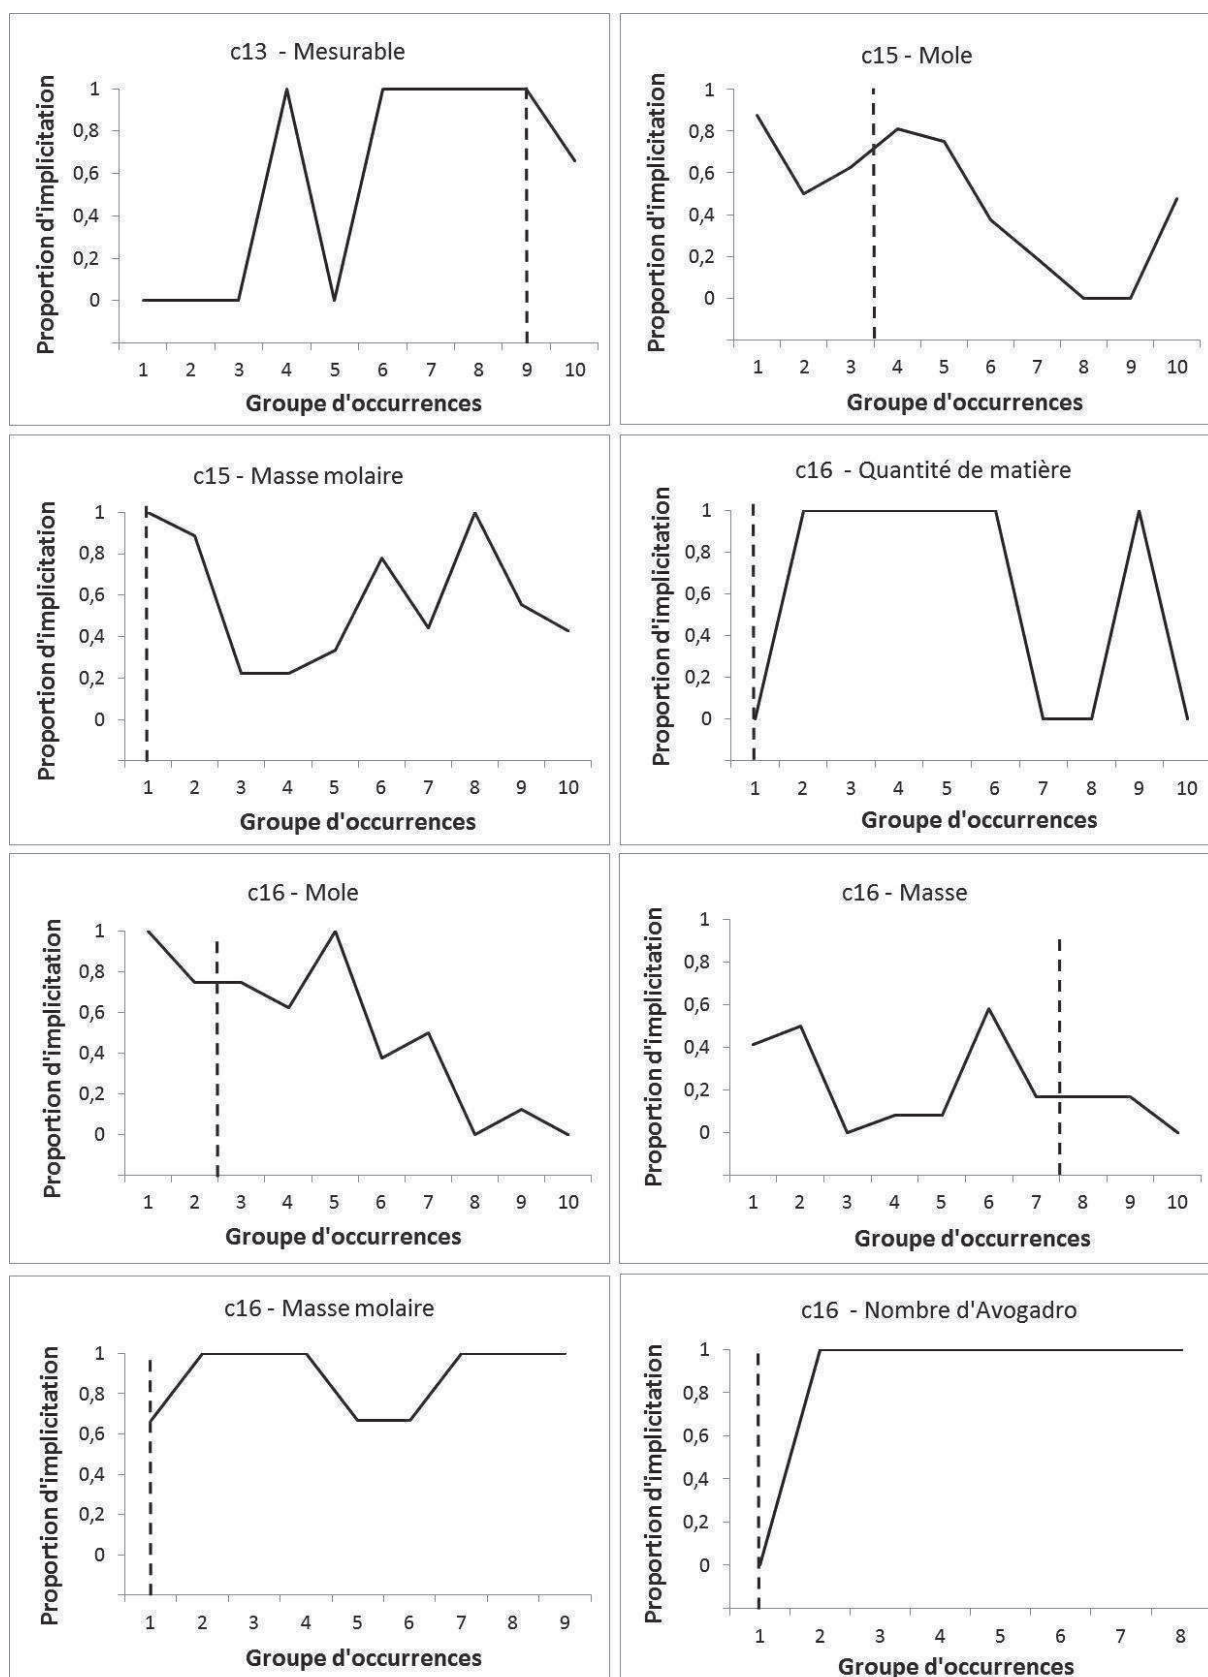 c13 - Mesurable
Proportion d'implicitation
1
0,8
0,6
0,4
0,2
0
1 2 3 4 5 6 7 8 9 10
Groupe d'occurrences
c15 - Mole
Proportion d'implicitation
1
0,8
0,6
0,4
0,2
0
1 2 3 4 5 6 7 8 9 10
Groupe d'occurrences
c15 - Masse molaire
Proportion d'implicitation
1
0,8
0,6
0,4
0,2
0
1 2 3 4 5 6 7 8 9 10
Groupe d'occurrences
c16 - Quantité de matière
Proportion d'implicitation
1
0,8
0,6
0,4
0,2
0
1 2 3 4 5 6 7 8 9 10
Groupe d'occurrences
c16 - Mole
Proportion d'implicitation
1
0,8
0,6
0,4
0,2
0
1 2 3 4 5 6 7 8 9 10
Groupe d'occurrences
c16 - Masse
Proportion d'implicitation
1
0,8
0,6
0,4
0,2
0
1 2 3 4 5 6 7 8 9 10
Groupe d'occurrences
c16 - Masse molaire
Proportion d'implicitation
1
0,8
0,6
0,4
0,2
0
1 2 3 4 5 6 7 8 9
Groupe d'occurrences
c16 - Nombre d'Avogadro
Proportion d'implicitation
1
0,8
0,6
0,4
0,2
0
1 2 3 4 5 6 7 8
Groupe d'occurrences